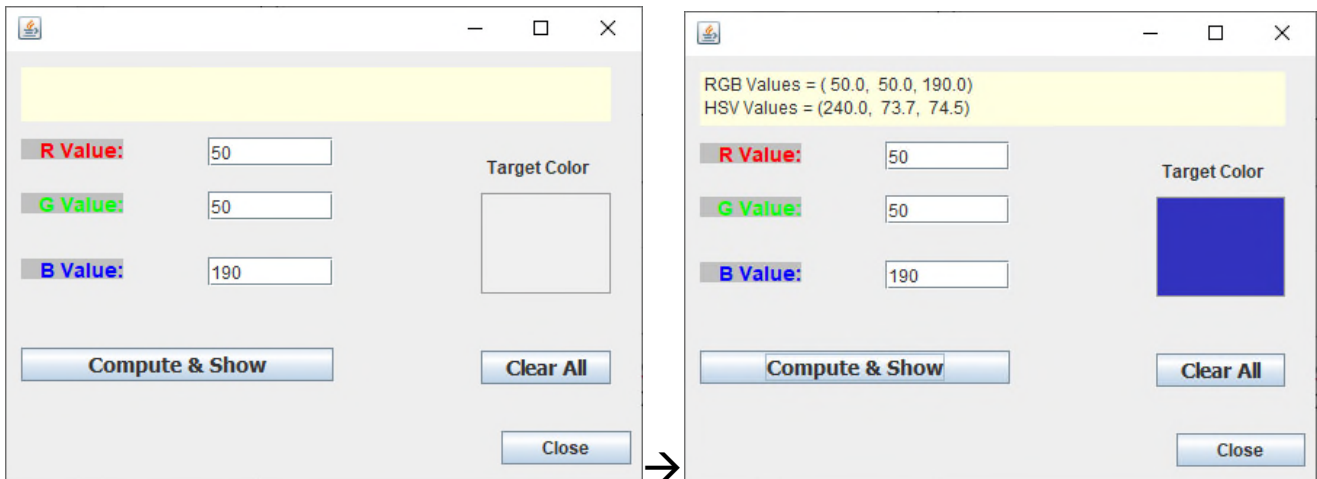 R Value: 50
Target Color
G Value: 50
B Value: 190
Compute & Show Clear All
Close
→
RGB Values = ( 50.0,  50.0, 190.0)
HSV Values = (240.0,  73.7,  74.5)
R Value: 50
Target Color
G Value: 50
B Value: 190
Compute & Show Clear All
Close